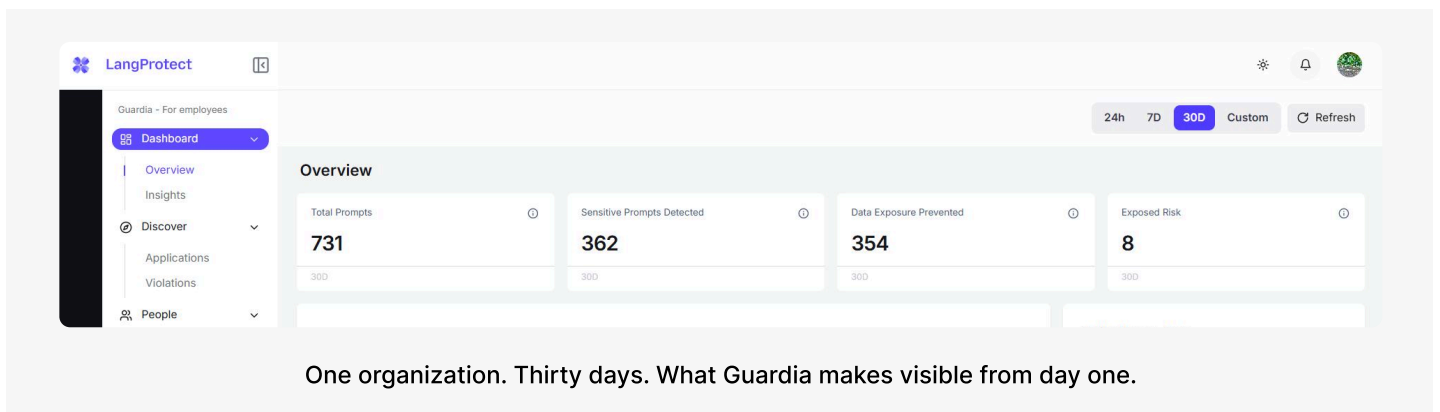 LangProtect
Guardia - For employees
Dashboard
Overview
Insights
Discover
Applications
Violations
People
24h 7D 30D Custom Refresh
Overview
Total Prompts
731
30D
Sensitive Prompts Detected
362
30D
Data Exposure Prevented
354
30D
Exposed Risk
8
30D
One organization. Thirty days. What Guardia makes visible from day one.